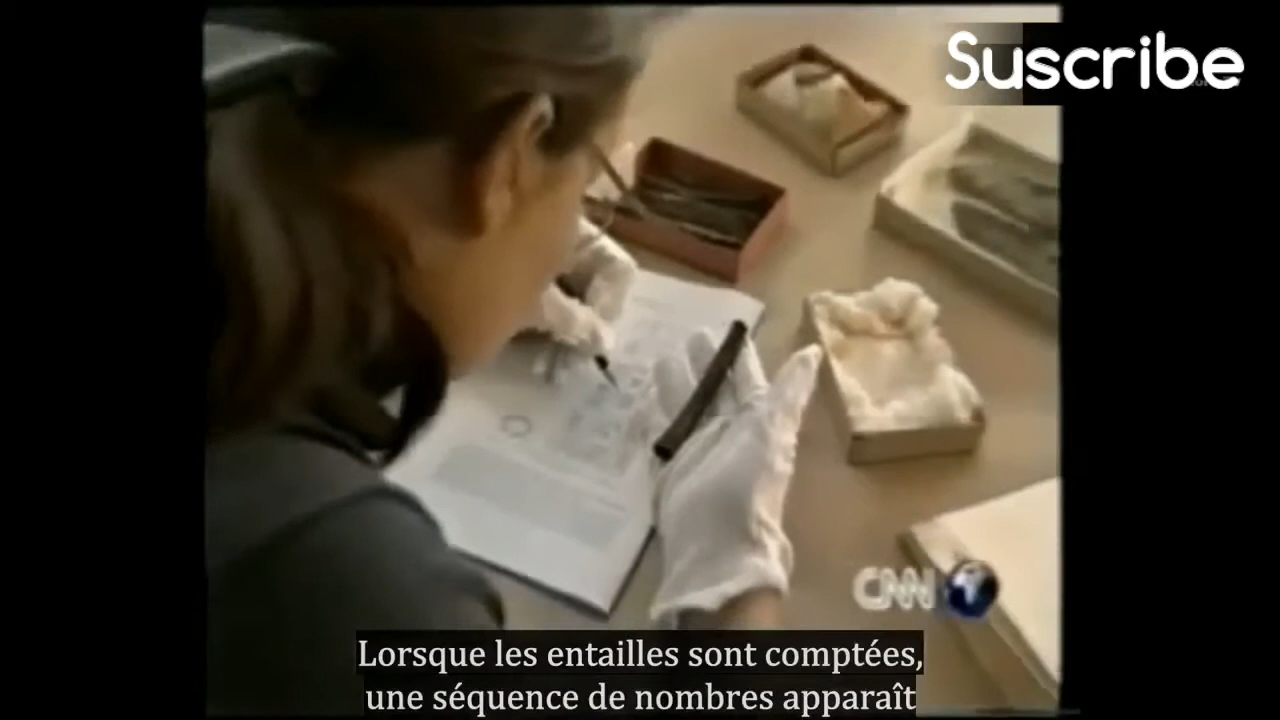 Suscribe
CNN
Lorsque les entailles sont comptées,
une séquence de nombres apparaît